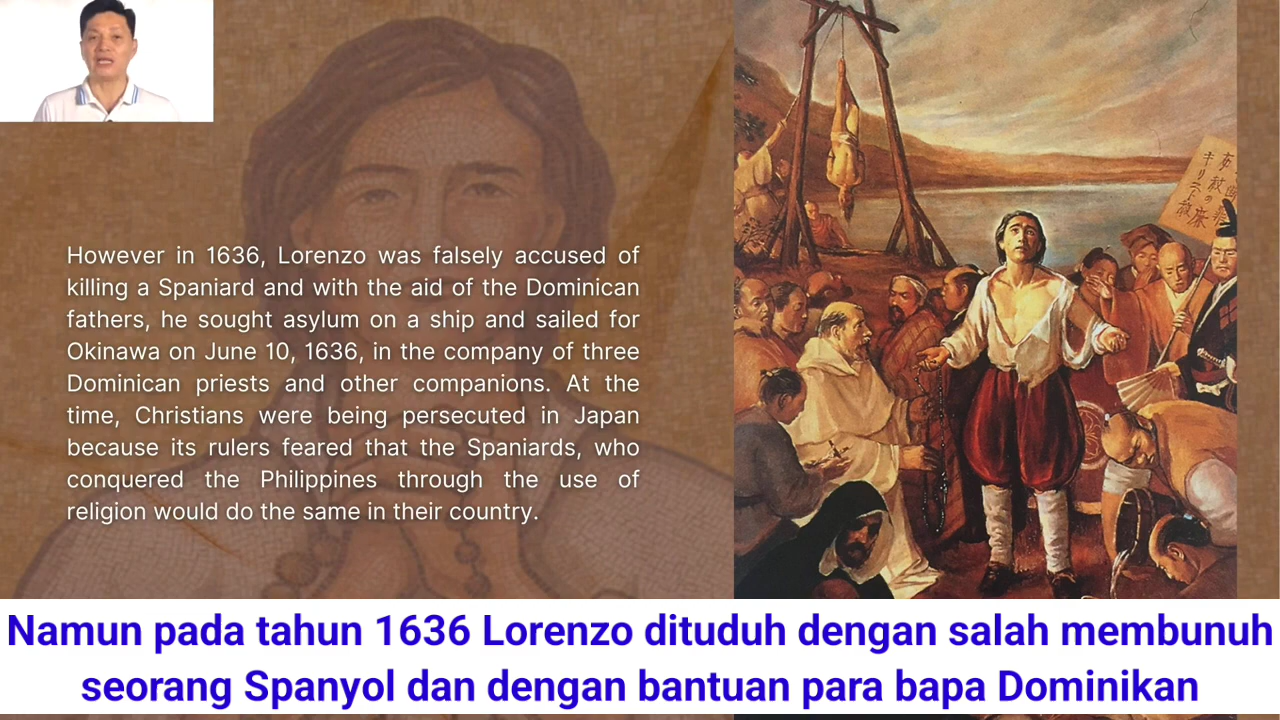 However in 1636, Lorenzo was falsely accused of
killing a Spaniard and with the aid of the Dominican
fathers, he sought asylum on a ship and sailed for
Okinawa on June 10, 1636, in the company of three
Dominican priests and other companions. At the
time, Christians were being persecuted in Japan
because its rulers feared that the Spaniards, who
conquered the Philippines through the use of
religion would do the same in their country.
Namun pada tahun 1636 Lorenzo dituduh dengan salah membunuh
seorang Spanyol dan dengan bantuan para bapa Dominikan